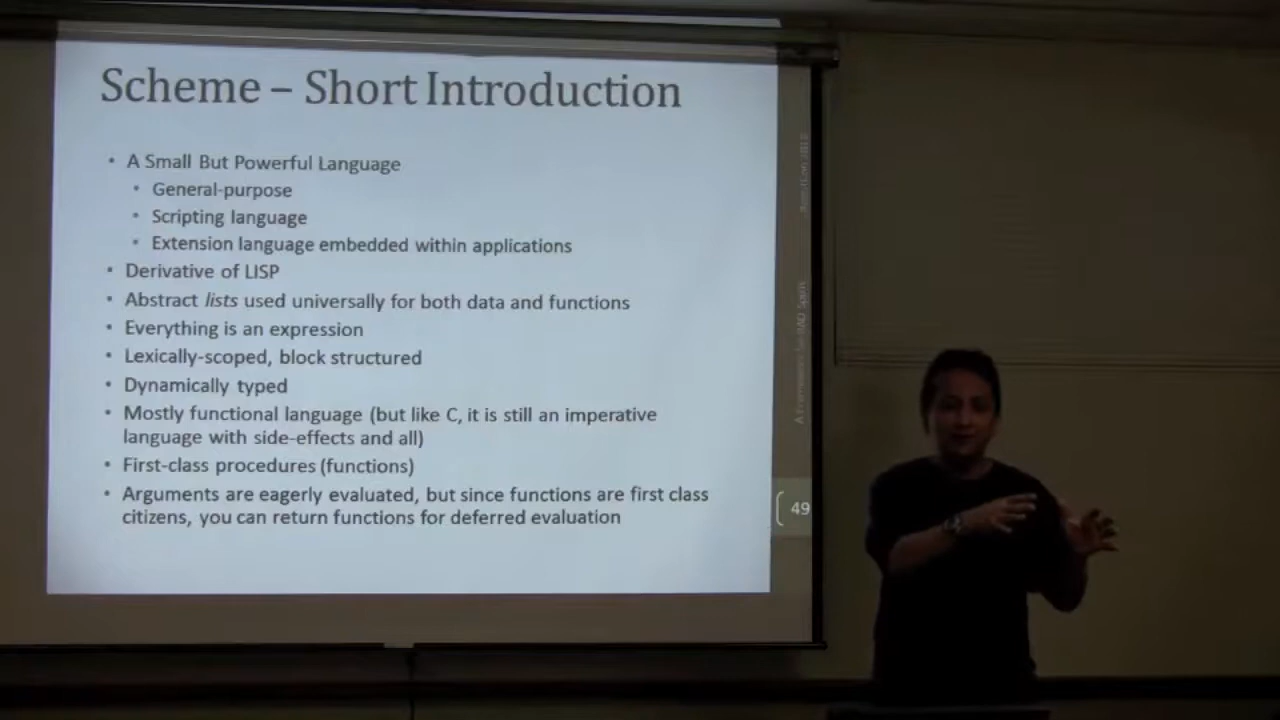 Scheme – Short Introduction
• A Small But Powerful Language
• General-purpose
• Scripting language
• Extension language embedded within applications
• Derivative of LISP
• Abstract lists used universally for both data and functions
• Everything is an expression
• Lexically-scoped, block structured
• Dynamically typed
• Mostly functional language (but like C, it is still an imperative
language with side-effects and all)
• First-class procedures (functions)
• Arguments are eagerly evaluated, but since functions are first class
citizens, you can return functions for deferred evaluation
49